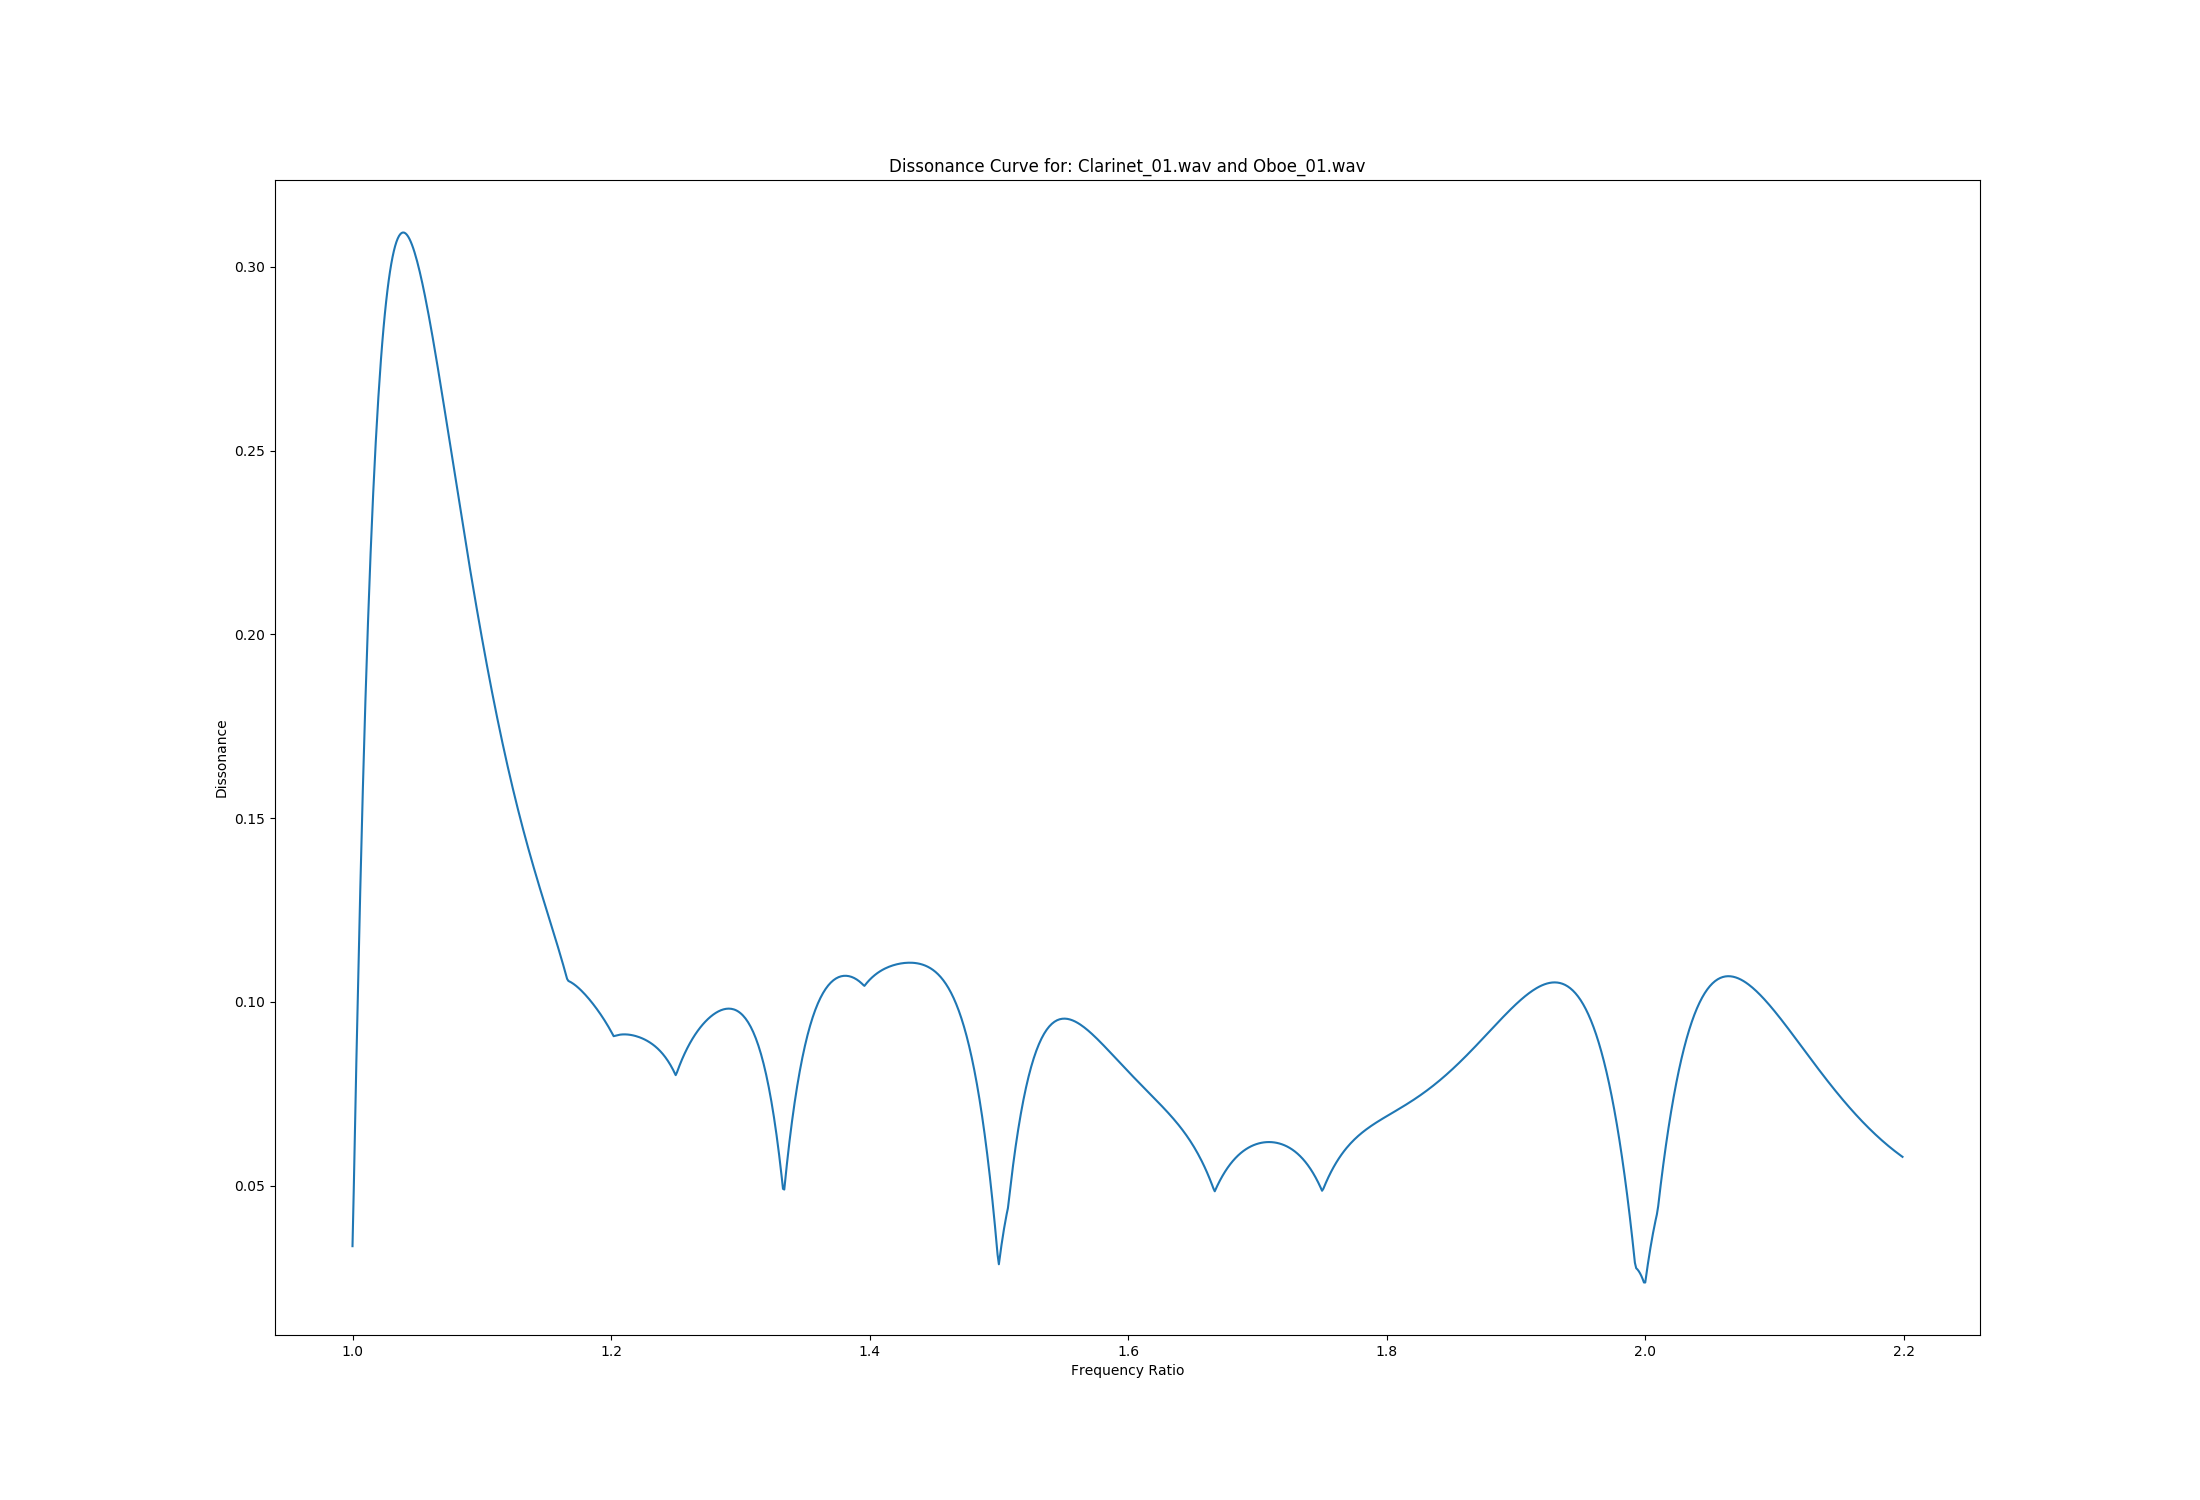 Dissonance Curve for: Clarinet_01.wav and Oboe_01.wav
0.30
0.25
0.20
0.15
0.10
0.05
Dissonance
1.0 1.2 1.4 1.6 1.8 2.0 2.2
Frequency Ratio